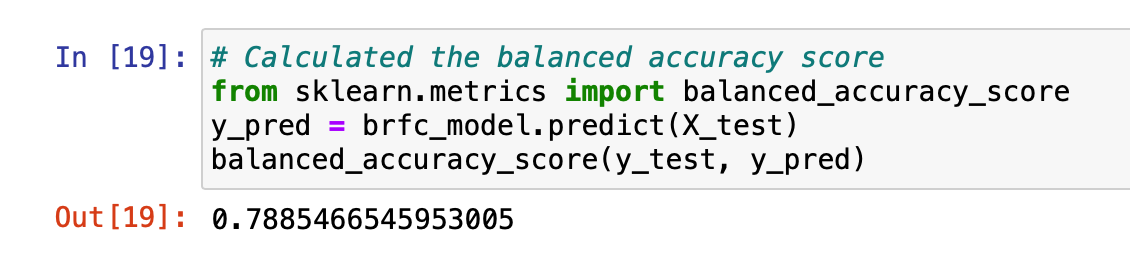 In [19]: # Calculated the balanced accuracy score
from sklearn.metrics import balanced_accuracy_score
y_pred = brfc_model.predict(X_test)
balanced_accuracy_score(y_test, y_pred)
Out[19]: 0.7885466545953005